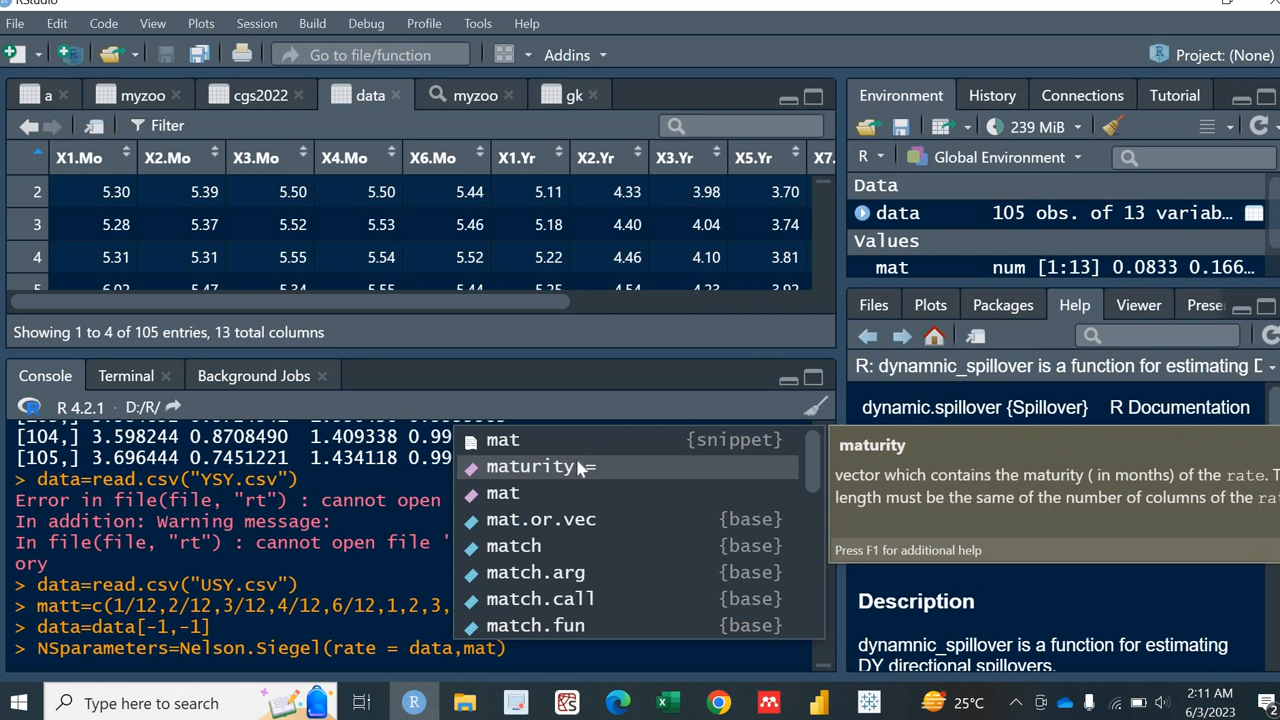 RStudio
File Edit Code View Plots Session Build Debug Profile Tools Help
Go to file/function Addins Project: (None)
a myzoo cgs2022 data myzoo gk
Filter
X1.Mo X2.Mo X3.Mo X4.Mo X6.Mo X1.Yr X2.Yr X3.Yr X5.Yr X7.
2 5.30 5.39 5.50 5.50 5.44 5.11 4.33 3.98 3.70
3 5.28 5.37 5.52 5.53 5.46 5.18 4.40 4.04 3.74
4 5.31 5.31 5.55 5.54 5.52 5.22 4.46 4.10 3.81
Showing 1 to 4 of 105 entries, 13 total columns
Console Terminal Background Jobs
R 4.2.1 · D:/R/
[104,] 3.598244 0.8708490 1.409338 0.99
[105,] 3.694696 0.7451221 1.434118 0.99
> data=read.csv("YSY.csv")
Error in file(file, "rt") : cannot open
In addition: Warning message:
In file(file, "rt") : cannot open file '
ory
> data=read.csv("USY.csv")
> matt=c(1/12,2/12,3/12,4/12,6/12,1,2,3,
> data=data[-1,-1]
> NSparameters=Nelson.Siegel(rate = data,mat)
mat {snippet}
maturity =
mat
mat.or.vec {base}
match {base}
match.arg {base}
match.call {base}
match.fun {base}
maturity
vector which contains the maturity ( in months) of the rate. T
length must be the same of the number of columns of the ra
Press F1 for additional help
Environment History Connections Tutorial
239 MiB
R Global Environment
Data
data 105 obs. of 13 variab…
Values
mat num [1:13] 0.0833 0.166…
Files Plots Packages Help Viewer Prese
R: dynamnic_spillover is a function for estimating D
dynamic.spillover {Spillover} R Documentation
Description
dynamnic_spillover is a function for estimating
DY directional spillovers.
Type here to search
25°C
2:11 AM
6/3/2023
2